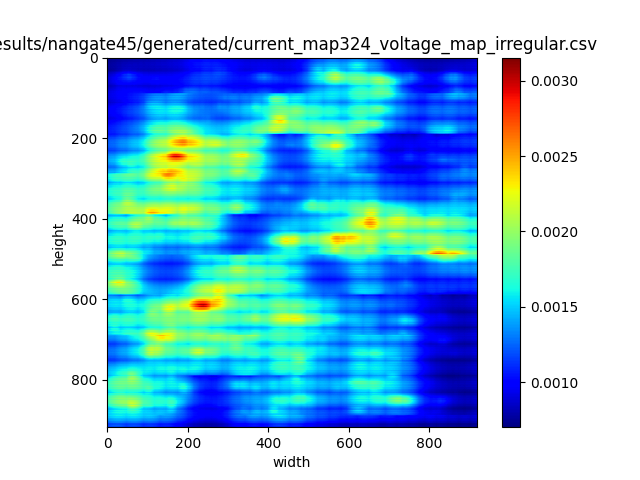 esults/nangate45/generated/current_map324_voltage_map_irregular.csv
0
200
400
600
800
height
0 200 400 600 800
width
0.0030
0.0025
0.0020
0.0015
0.0010